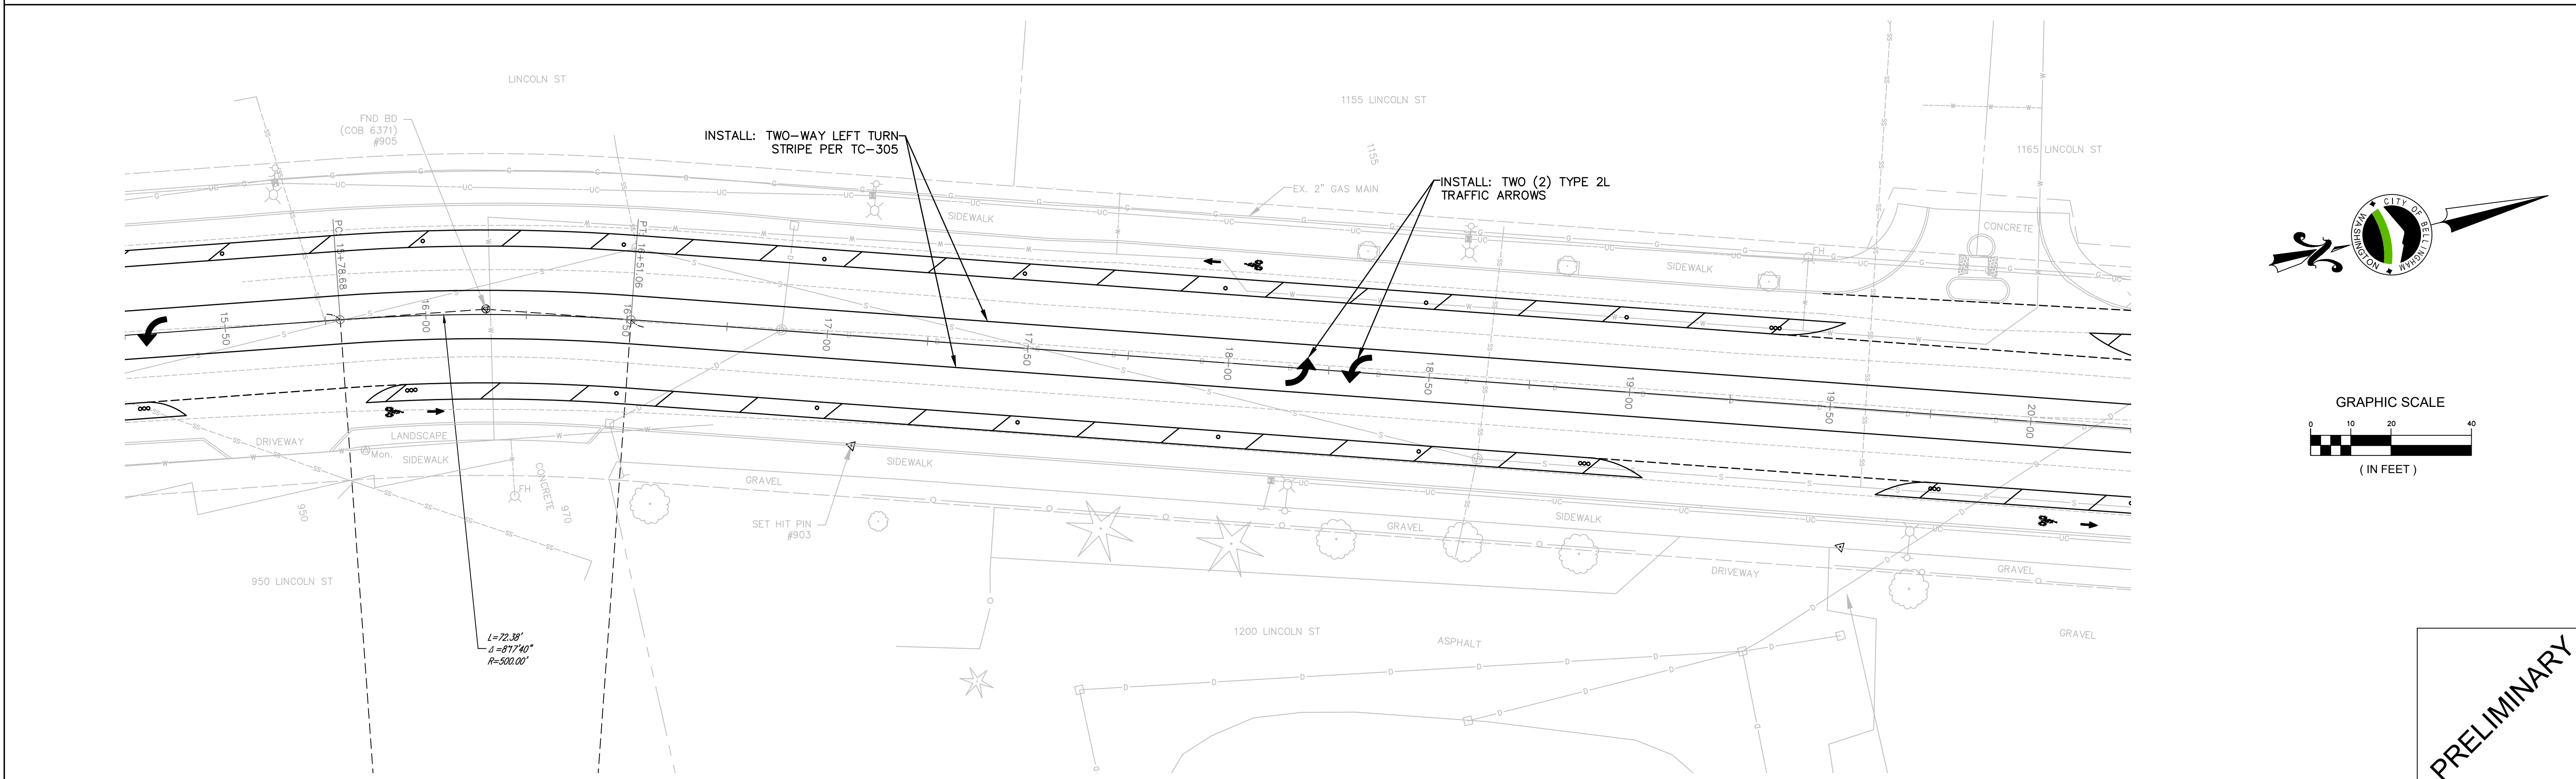 LINCOLN ST
1155 LINCOLN ST
FND BD
(COB 6371)
#905
INSTALL: TWO-WAY LEFT TURN
STRIPE PER TC-305
1155
1165 LINCOLN ST
EX. 2" GAS MAIN
INSTALL: TWO (2) TYPE 2L
TRAFFIC ARROWS
SIDEWALK
CONCRETE
FH
SIDEWALK
PC: 15+78.68
PT: 16+51.06
15+50
16+00
16+50
17+00
17+50
18+00
18+50
19+00
19+50
20+00
DRIVEWAY
LANDSCAPE
SIDEWALK
Mon.
FH
CONCRETE
950
970
SIDEWALK
GRAVEL
SET HIT PIN
#903
SIDEWALK
GRAVEL
DRIVEWAY
GRAVEL
950 LINCOLN ST
L=72.38'
Δ=8°17'40"
R=500.00'
1200 LINCOLN ST
ASPHALT
GRAVEL
CITY OF BELLINGHAM
WASHINGTON
GRAPHIC SCALE
0 10 20 40
( IN FEET )
PRELIMINARY